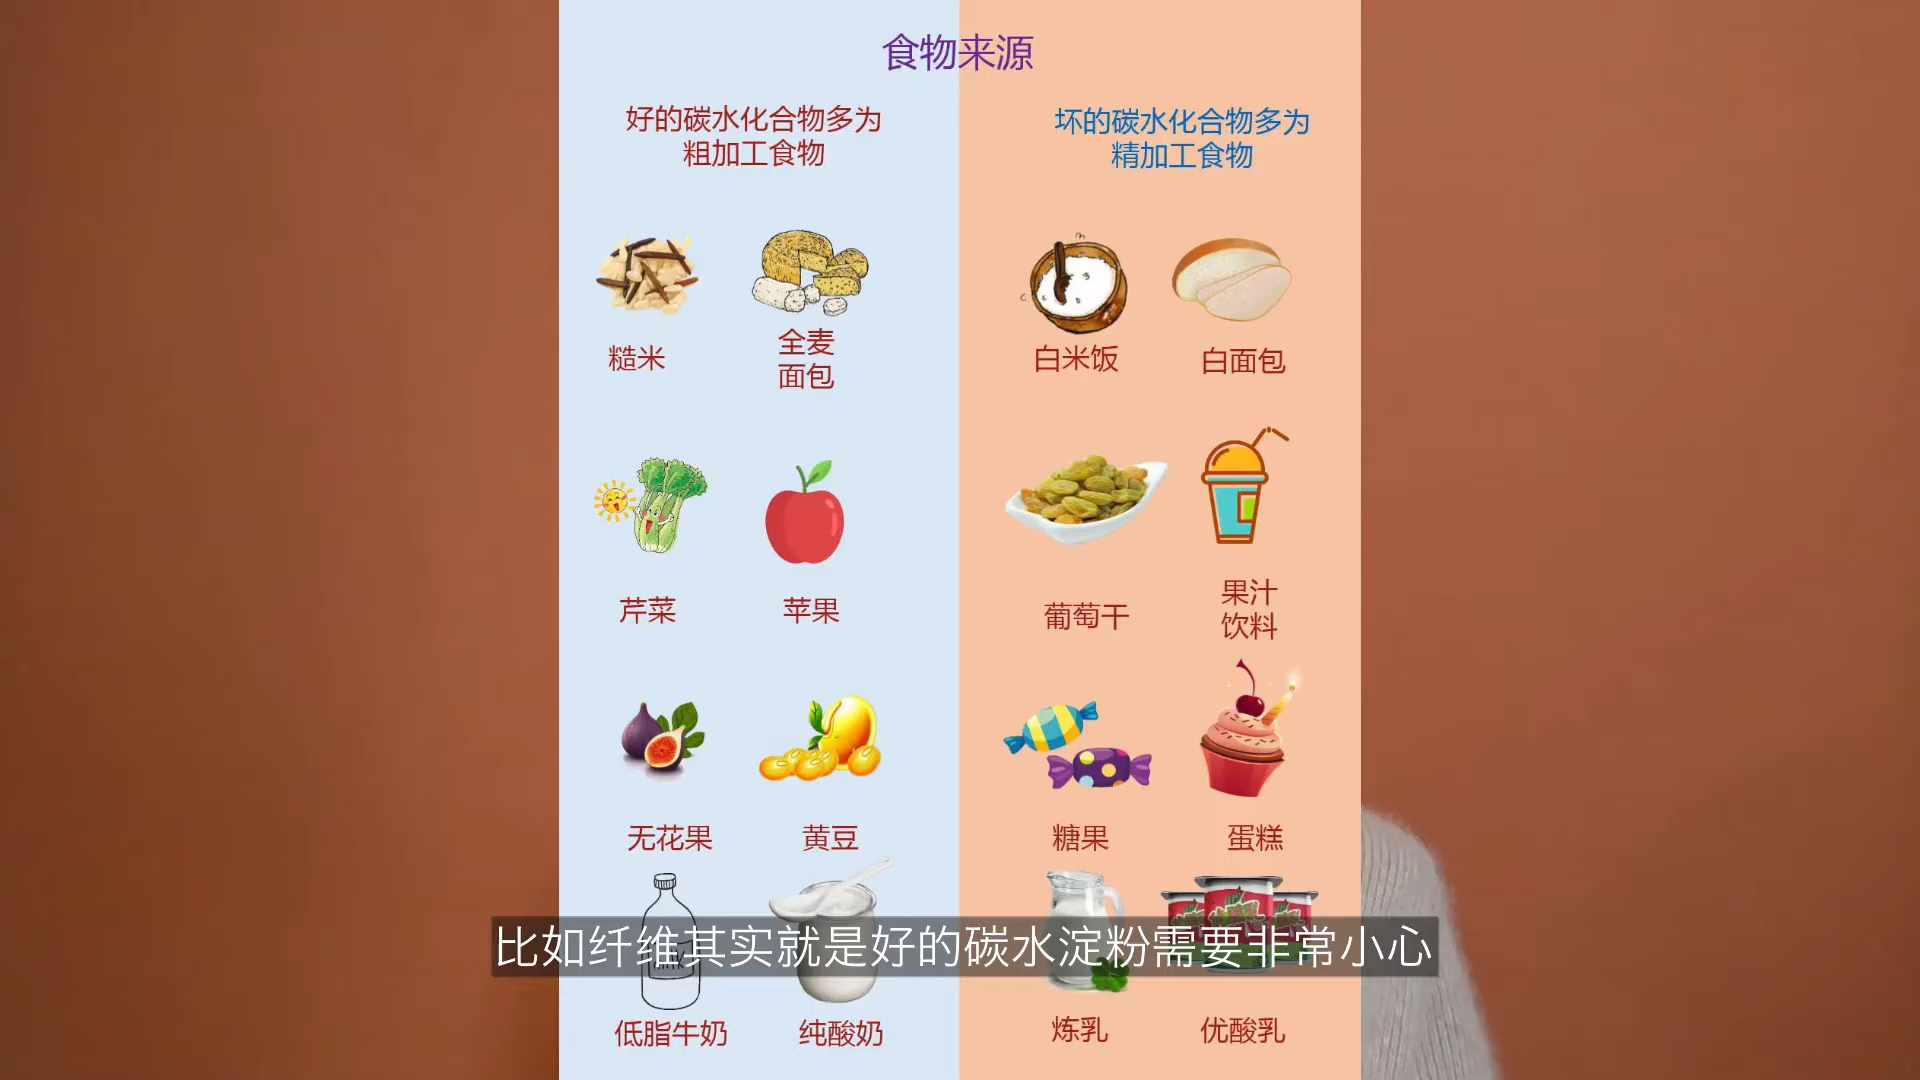 食物来源
好的碳水化合物多为
粗加工食物
坏的碳水化合物多为
精加工食物
糙米
全麦
面包
白米饭
白面包
芹菜
苹果
葡萄干
果汁
饮料
无花果
黄豆
糖果
蛋糕
比如纤维其实就是好的碳水淀粉需要非常小心
低脂牛奶
纯酸奶
炼乳
优酸乳